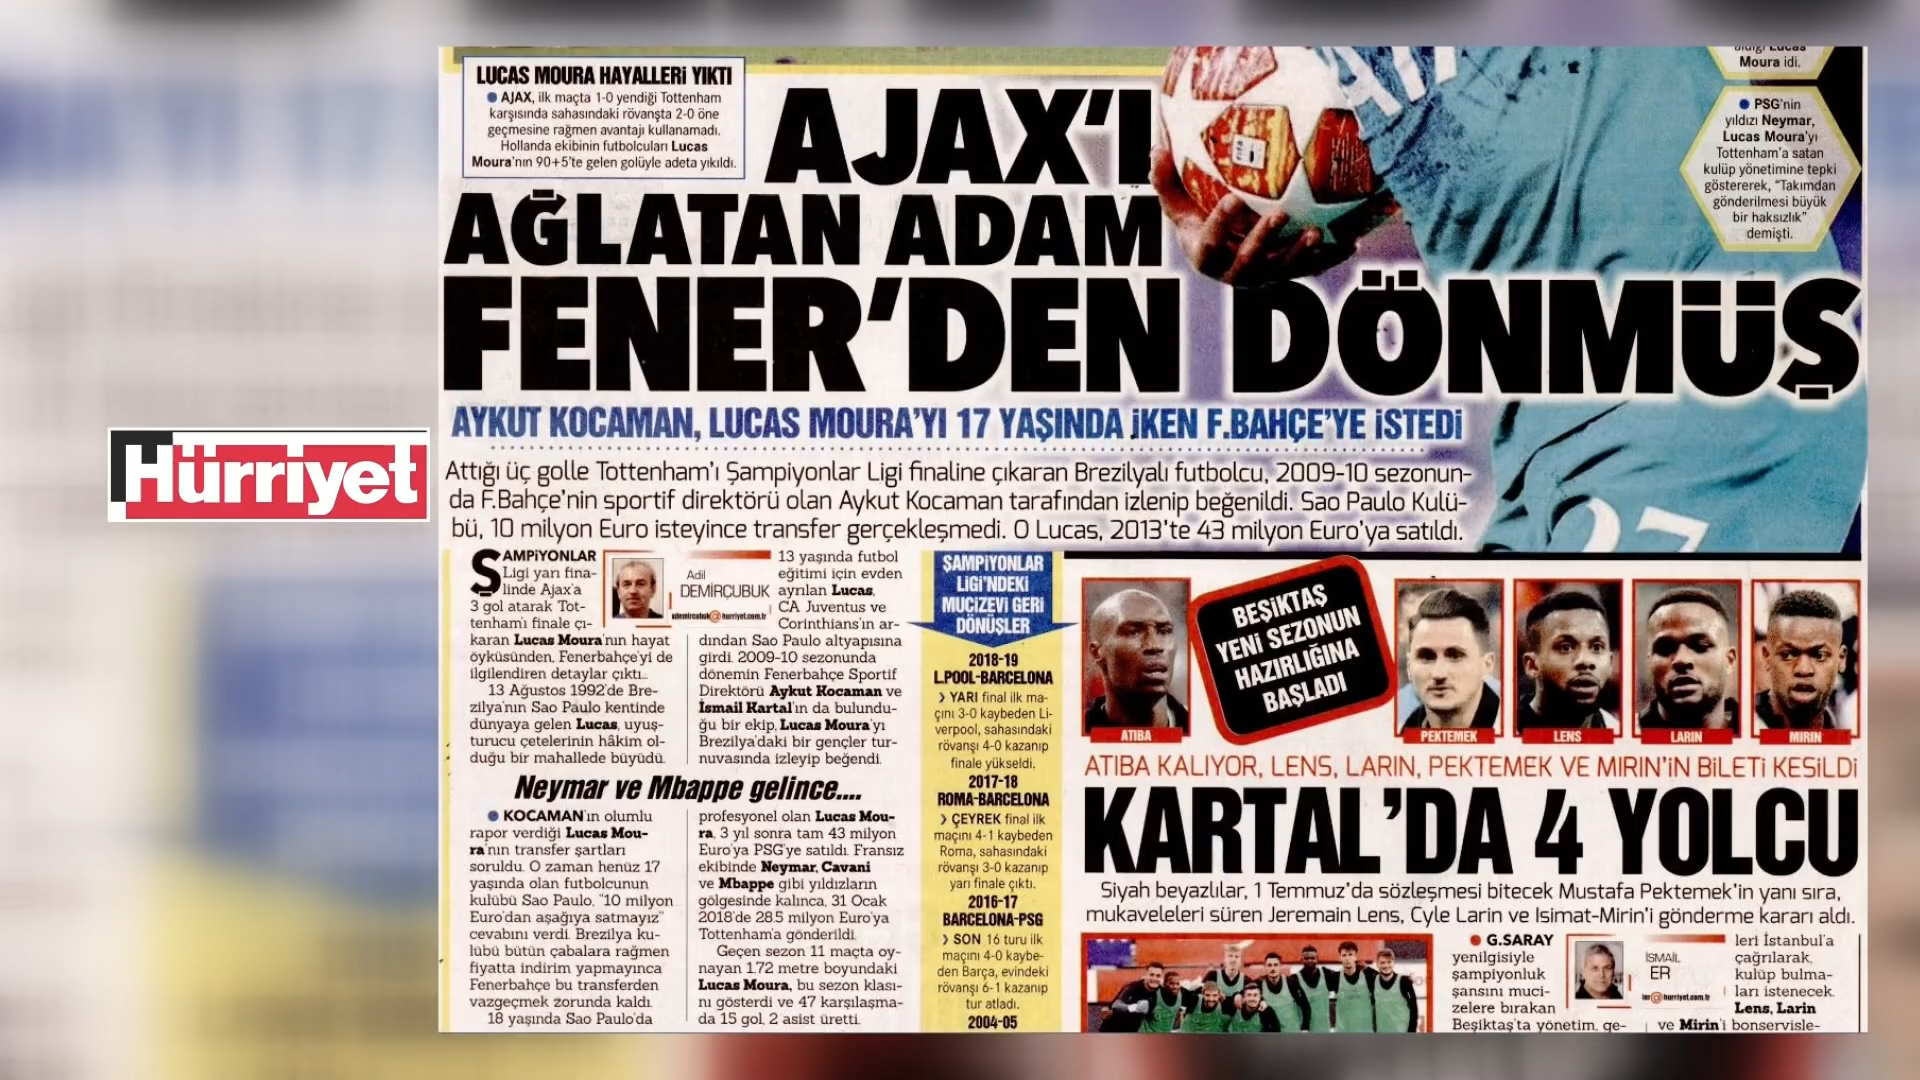 Hürriyet
LUCAS MOURA HAYALLERİ YIKTI
AJAX, ilk maçta 1-0 yendiği Tottenham
karşısında sahasındaki rövanşta 2-0 öne
geçmesine rağmen avantajı kullanamadı.
Hollanda ekibinin futbolcuları Lucas
Moura'nın 90+5'te gelen golüyle adeta yıkıldı.
aldığı Lucas
Moura idi.
PSG'nin
yıldızı Neymar,
Lucas Moura'yı
Tottenham'a satan
kulüp yönetimine tepki
göstererek, "Takımdan
gönderilmesi büyük
bir haksızlık"
demişti.
AJAX'I
AĞLATAN ADAM
FENER'DEN DÖNMÜŞ
AYKUT KOCAMAN, LUCAS MOURA'YI 17 YAŞINDA İKEN F.BAHÇE'YE İSTEDİ
Attığı üç golle Tottenham'ı Şampiyonlar Ligi finaline çıkaran Brezilyalı futbolcu, 2009-10 sezonun-
da F.Bahçe'nin sportif direktörü olan Aykut Kocaman tarafından izlenip beğenildi. Sao Paulo Kulü-
bü, 10 milyon Euro isteyince transfer gerçekleşmedi. O Lucas, 2013'te 43 milyon Euro'ya satıldı.
27
ŞAMPİYONLAR
Ligi yarı fina-
linde Ajax'a
3 gol atarak Tot-
tenham'ı finale çı-
karan Lucas Moura'nın hayat
öyküsünden, Fenerbahçe'yi de
ilgilendiren detaylar çıktı...
13 Ağustos 1992'de Bre-
zilya'nın Sao Paulo kentinde
dünyaya gelen Lucas, uyuş-
turucu çetelerinin hâkim ol-
duğu bir mahallede büyüdü.
Adil
DEMİRÇUBUK
ademircubuk@hurriyet.com.tr
13 yaşında futbol
eğitimi için evden
ayrılan Lucas,
CA Juventus ve
Corinthians'ın ar-
dından Sao Paulo altyapısına
girdi. 2009-10 sezonunda
dönemin Fenerbahçe Sportif
Direktörü Aykut Kocaman ve
İsmail Kartal'ın da bulundu-
ğu bir ekip, Lucas Moura'yı
Brezilya'daki bir gençler tur-
nuvasında izleyip beğendi.
Neymar ve Mbappe gelince....
KOCAMAN'ın olumlu
rapor verdiği Lucas Mou-
ra'nın transfer şartları
soruldu. O zaman henüz 17
yaşında olan futbolcunun
kulübü Sao Paulo, "10 milyon
Euro'dan aşağıya satmayız"
cevabını verdi. Brezilya ku-
lübü bütün çabalara rağmen
fiyatta indirim yapmayınca
Fenerbahçe bu transferden
vazgeçmek zorunda kaldı.
18 yaşında Sao Paulo'da
profesyonel olan Lucas Mou-
ra, 3 yıl sonra tam 43 milyon
Euro'ya PSG'ye satıldı. Fransız
ekibinde Neymar, Cavani
ve Mbappe gibi yıldızların
gölgesinde kalınca, 31 Ocak
2018'de 28.5 milyon Euro'ya
Tottenham'a gönderildi.
Geçen sezon 11 maçta oy-
nayan 1.72 metre boyundaki
Lucas Moura, bu sezon klası-
nı gösterdi ve 47 karşılaşma-
da 15 gol, 2 asist üretti.
ŞAMPİYONLAR
LİGİ'NDEKİ
MUCİZEVİ GERİ
DÖNÜŞLER
2018-19
L.POOL-BARCELONA
YARI final ilk ma-
çını 3-0 kaybeden Li-
verpool, sahasındaki
rövanşı 4-0 kazanıp
finale yükseldi.
2017-18
ROMA-BARCELONA
ÇEYREK final ilk
maçını 4-1 kaybeden
Roma, sahasındaki
rövanşı 3-0 kazanıp
yarı finale çıktı.
2016-17
BARCELONA-PSG
SON 16 turu ilk
maçını 4-0 kaybe-
den Barça, evindeki
rövanşı 6-1 kazanıp
tur atladı.
2004-05
ATIBA
BEŞİKTAŞ
YENİ SEZONUN
HAZIRLIĞINA
BAŞLADI
PEKTEMEK
LENS
LARIN
MIRIN
ATIBA KALIYOR, LENS, LARIN, PEKTEMEK VE MIRIN'İN BİLETİ KESİLDİ
KARTAL'DA 4 YOLCU
Siyah beyazlılar, 1 Temmuz'da sözleşmesi bitecek Mustafa Pektemek'in yanı sıra,
mukaveleleri süren Jeremain Lens, Cyle Larin ve Isimat-Mirin'i gönderme kararı aldı.
G.SARAY
yenilgisiyle
şampiyonluk
şansını muci-
zelere bırakan
Beşiktaş'ta yönetim, ge-
İSMAİL
ER
ier@hurriyet.com.tr
leri İstanbul'a
çağrılarak,
kulüp bulma-
ları istenecek.
Lens, Larin
ve Mirin'i bonservisle-